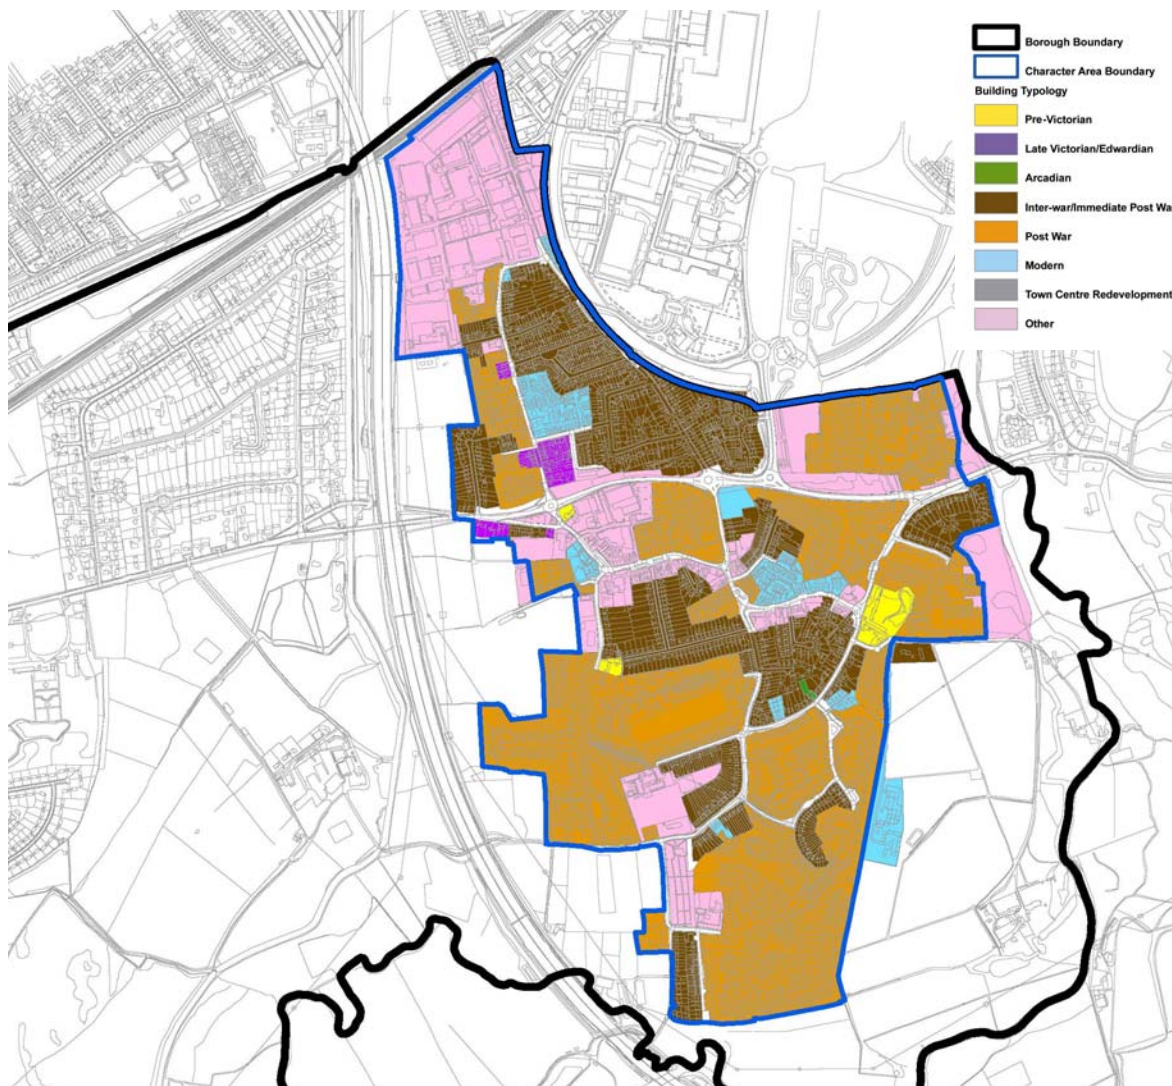 Borough Boundary
Character Area Boundary
Building Typology
Pre-Victorian
Late Victorian/Edwardian
Arcadian
Inter-war/Immediate Post Wa
Post War
Modern
Town Centre Redevelopment
Other